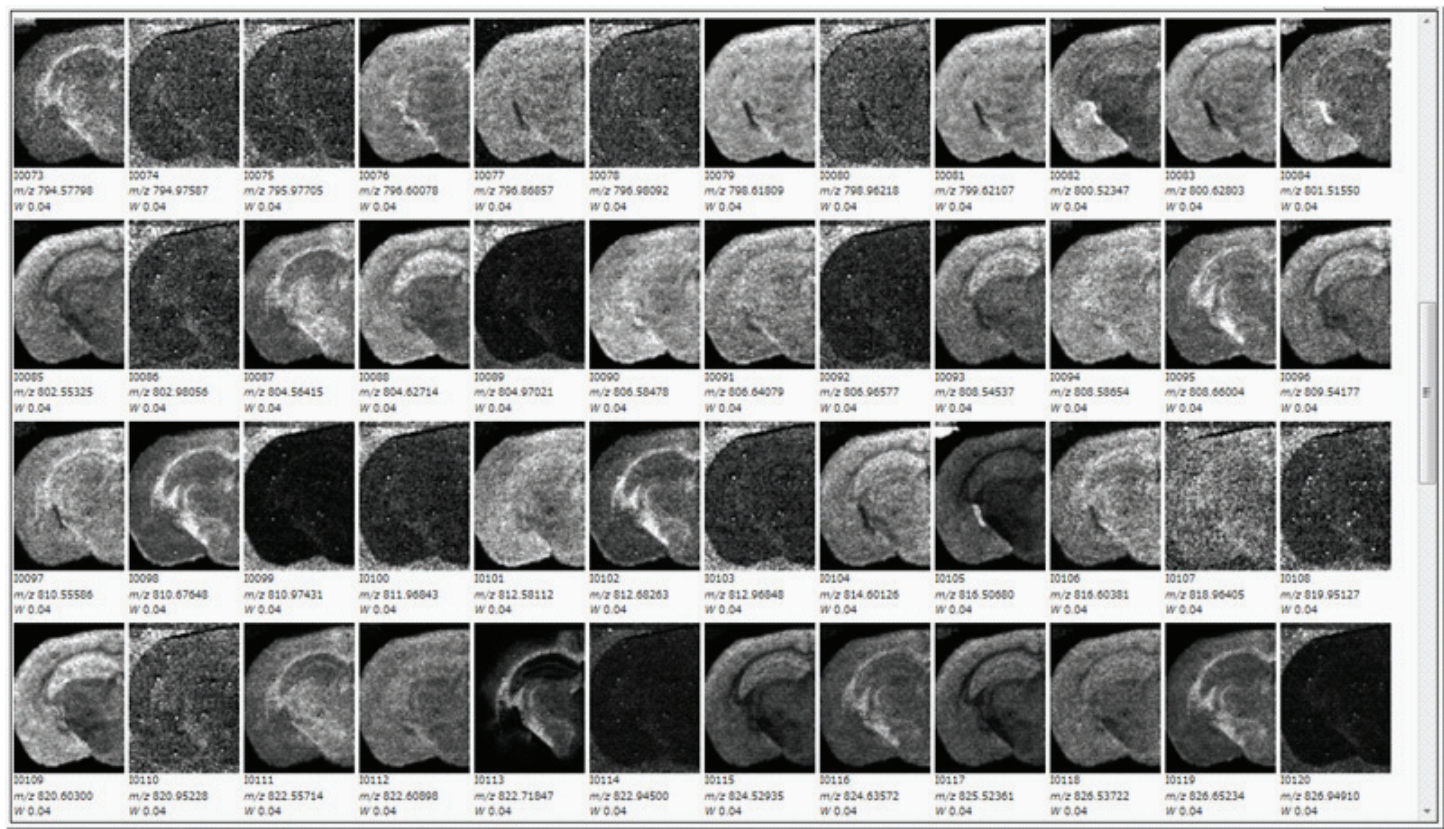 I0073 I0074 I0075 I0076 I0077 I0078 I0079 I0080 I0081 I0082 I0083 I0084
m/z 794.57798 m/z 794.97587 m/z 795.97705 m/z 796.60078 m/z 796.86857 m/z 796.98092 m/z 798.61809 m/z 798.96218 m/z 799.62107 m/z 800.52347 m/z 800.62803 m/z 801.51550
W 0.04 W 0.04 W 0.04 W 0.04 W 0.04 W 0.04 W 0.04 W 0.04 W 0.04 W 0.04 W 0.04 W 0.04
I0085 I0086 I0087 I0088 I0089 I0090 I0091 I0092 I0093 I0094 I0095 I0096
m/z 802.55325 m/z 802.98056 m/z 804.56415 m/z 804.62714 m/z 804.97021 m/z 806.58478 m/z 806.64079 m/z 806.96577 m/z 808.54537 m/z 808.58654 m/z 808.66004 m/z 809.54177
W 0.04 W 0.04 W 0.04 W 0.04 W 0.04 W 0.04 W 0.04 W 0.04 W 0.04 W 0.04 W 0.04 W 0.04
I0097 I0098 I0099 I0100 I0101 I0102 I0103 I0104 I0105 I0106 I0107 I0108
m/z 810.55586 m/z 810.67648 m/z 810.97431 m/z 811.96843 m/z 812.58112 m/z 812.68263 m/z 812.96848 m/z 814.60126 m/z 816.50680 m/z 816.60381 m/z 818.96405 m/z 819.95127
W 0.04 W 0.04 W 0.04 W 0.04 W 0.04 W 0.04 W 0.04 W 0.04 W 0.04 W 0.04 W 0.04 W 0.04
I0109 I0110 I0111 I0112 I0113 I0114 I0115 I0116 I0117 I0118 I0119 I0120
m/z 820.60300 m/z 820.95228 m/z 822.55714 m/z 822.60898 m/z 822.71847 m/z 822.94500 m/z 824.52935 m/z 824.63572 m/z 825.52361 m/z 826.53722 m/z 826.65234 m/z 826.94910
W 0.04 W 0.04 W 0.04 W 0.04 W 0.04 W 0.04 W 0.04 W 0.04 W 0.04 W 0.04 W 0.04 W 0.04